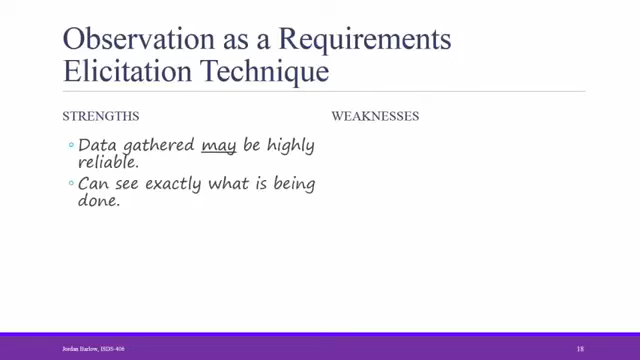 Observation as a Requirements
Elicitation Technique
STRENGTHS
WEAKNESSES
Data gathered may be highly
reliable.
Can see exactly what is being
done.
Jordan Barlow, ISDS-406
18